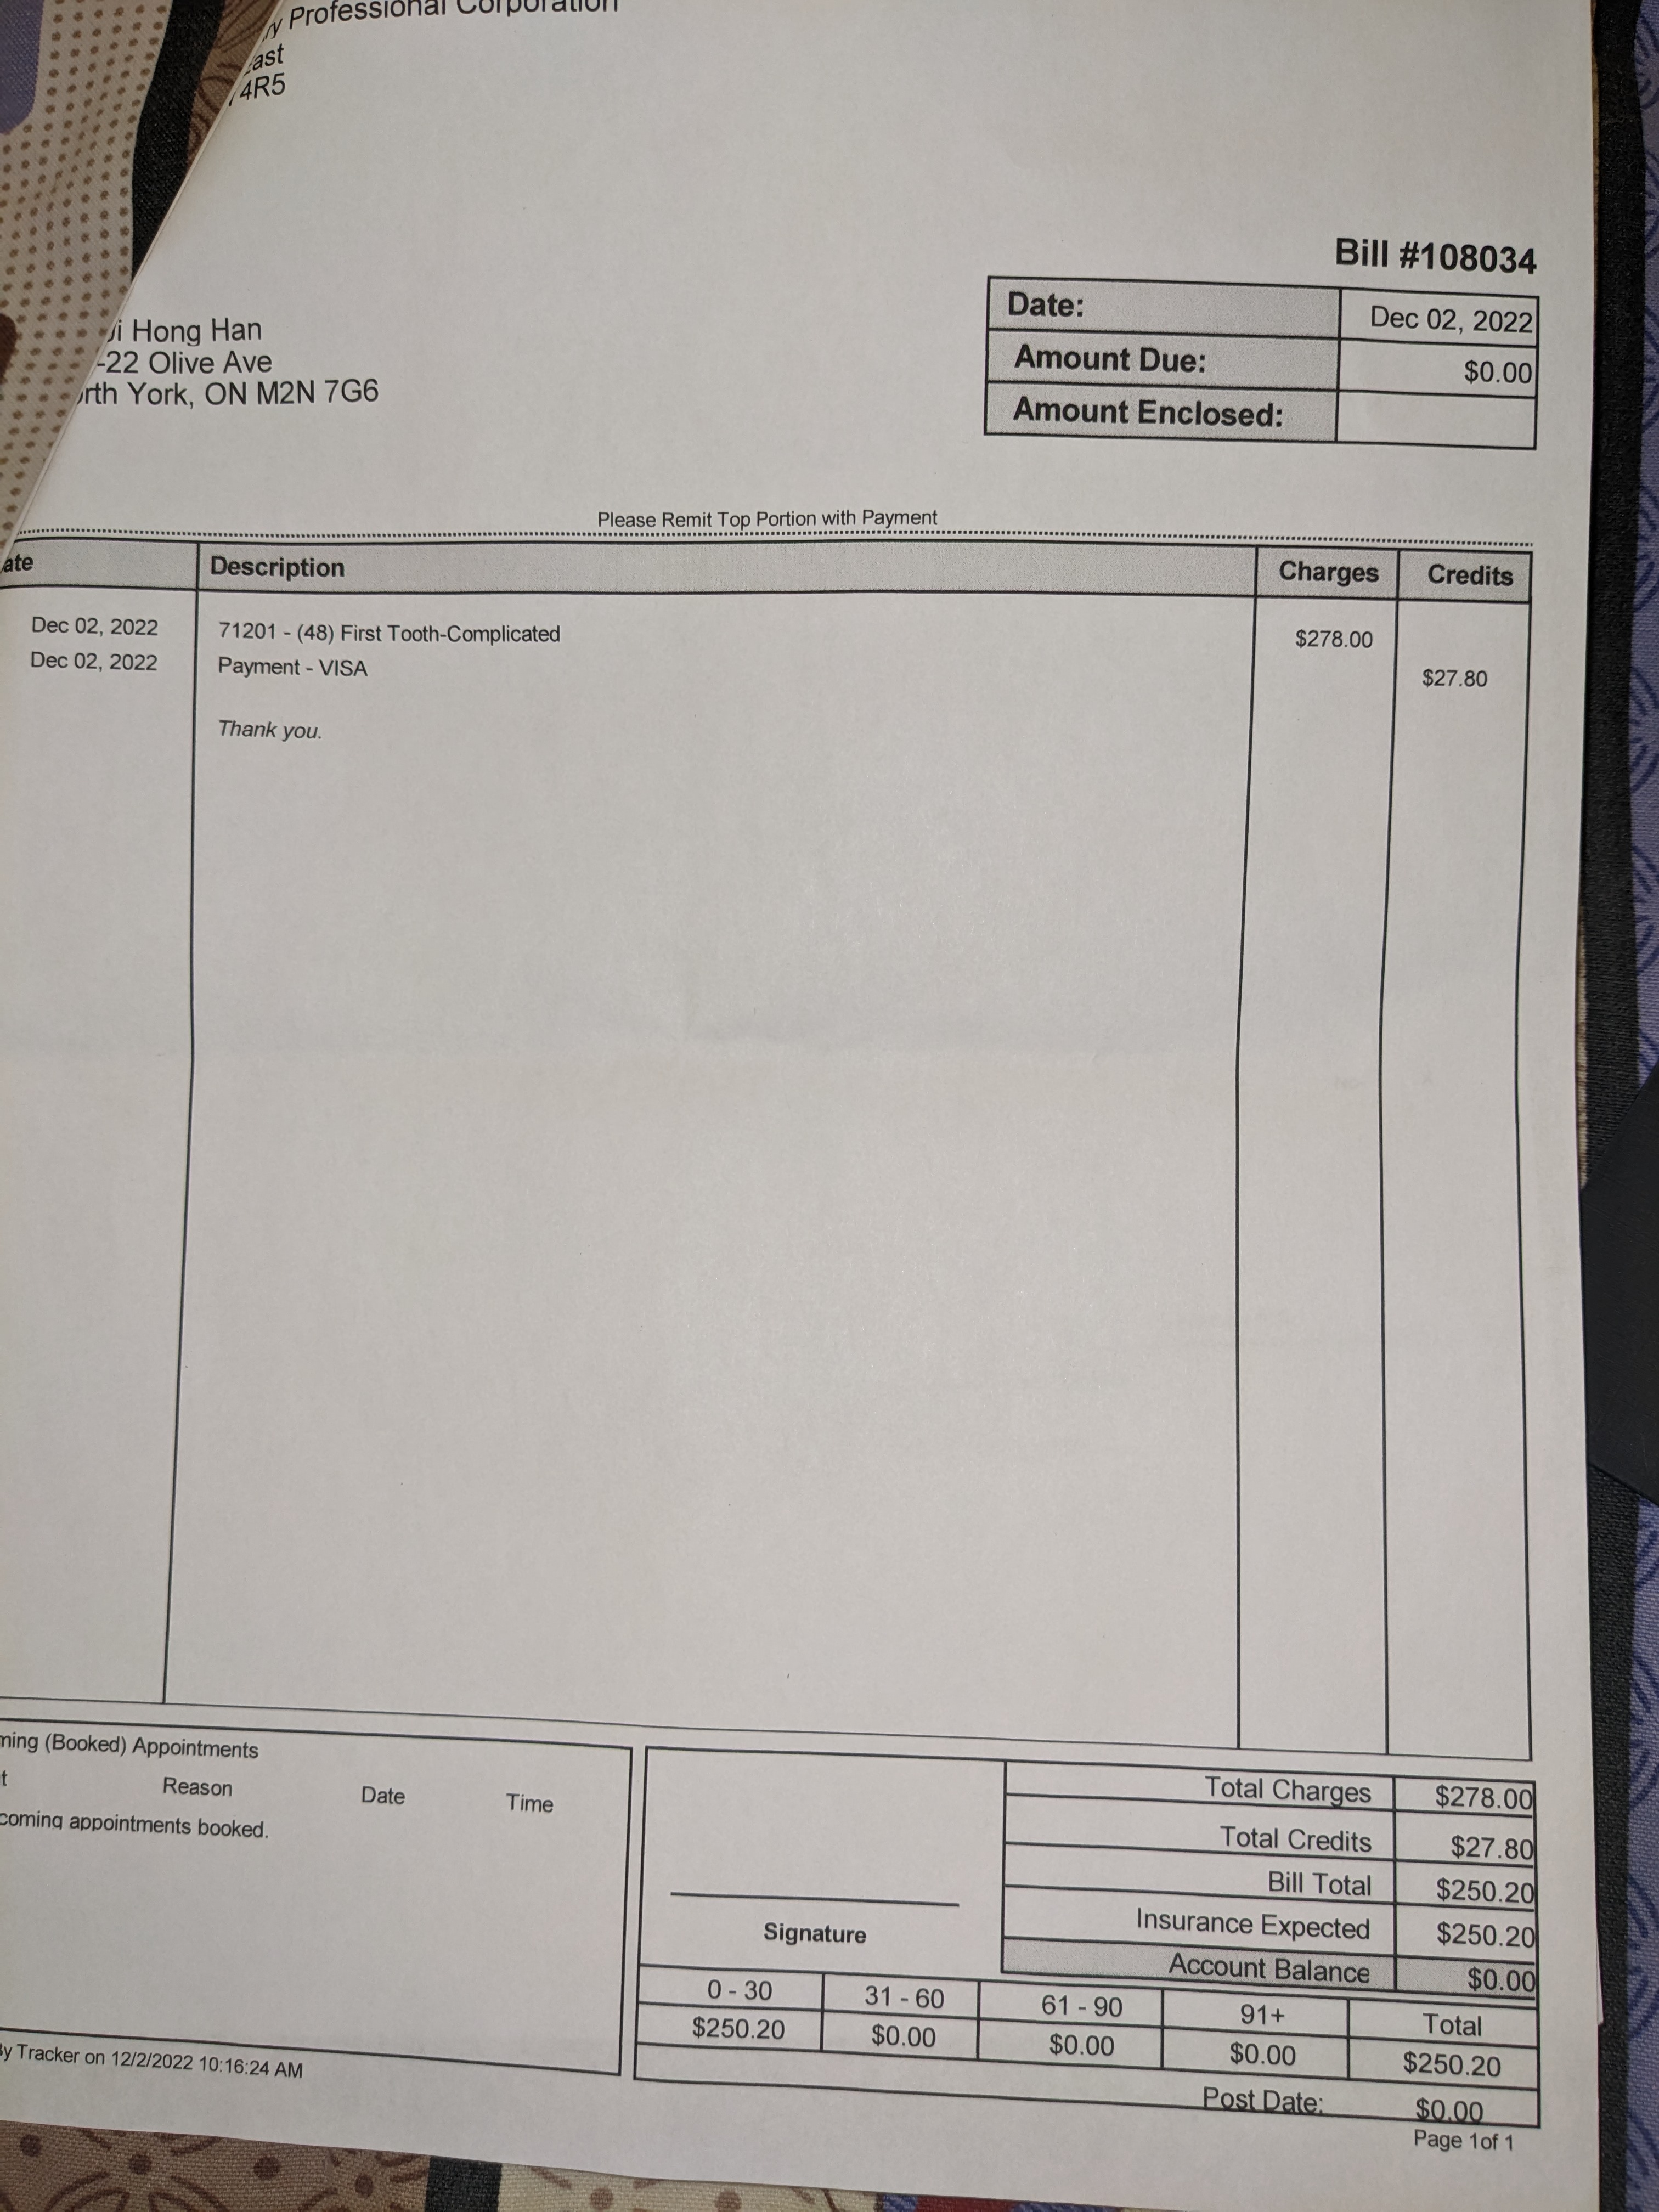 Professional Corporation
4R5
Bill #108034
Date: Dec 02, 2022
Amount Due: $0.00
Amount Enclosed:
Hong Han
-22 Olive Ave
York, ON M2N 7G6
Please Remit Top Portion with Payment
Description Charges Credits
Dec 02, 2022 71201 - (48) First Tooth-Complicated $278.00
Dec 02, 2022 Payment - VISA $27.80
Thank you.
(Booked) Appointments
Reason Date Time
appointments booked.
Tracker on 12/2/2022 10:16:24 AM
Signature
Total Charges $278.00
Total Credits $27.80
Bill Total $250.20
Insurance Expected $250.20
Account Balance $0.00
0 - 30 31 - 60 61 - 90 91+ Total
$250.20 $0.00 $0.00 $0.00 $250.20
Post Date: $0.00
Page 1of 1